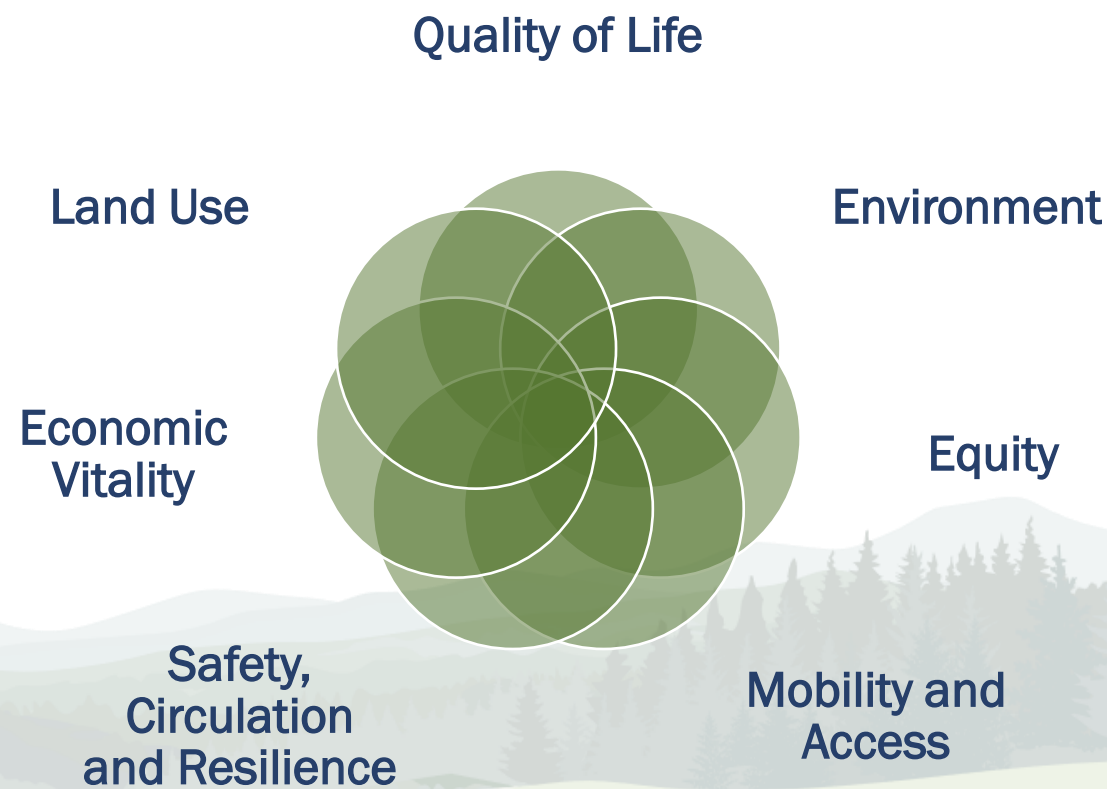 Quality of Life
Land Use
Environment
Economic
Vitality
Equity
Safety,
Circulation
and Resilience
Mobility and
Access